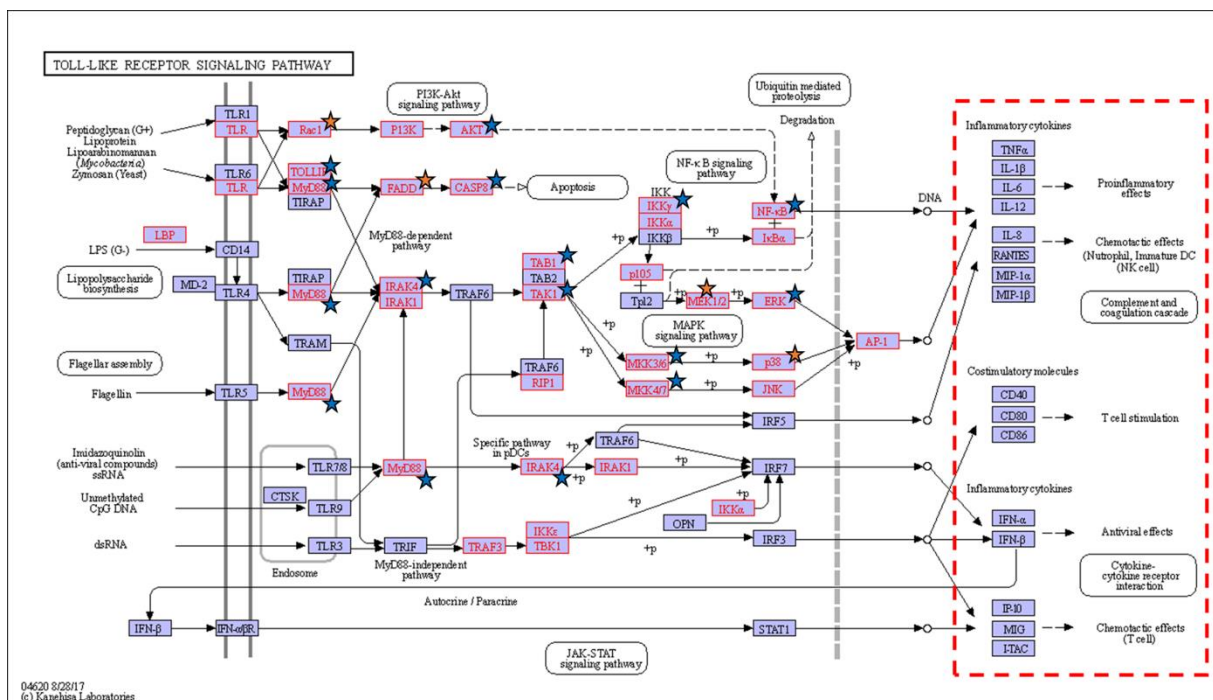 TOLL-LIKE RECEPTOR SIGNALING PATHWAY
PI3K-Akt
signaling pathway
Ubiquitin mediated
proteolysis
Degradation
Peptidoglycan (G+)
Lipoprotein
Lipoarabinomannan
(Mycobacteria)
Zymosan (Yeast)
TLR1
TLR
Rac1
P13K
AKT
TLR6
TLR
TOLLIP
MyD88
TIRAP
FADD
CASP8
Apoptosis
NF-κB signaling
pathway
IKK
IKKγ
IKKα
IKKβ
NF-κB
IκBα
+p
+p
DNA
LBP
LPS (G-)
CD14
MyD88-dependent
pathway
Lipopolysaccharide
biosynthesis
MD-2
TLR4
TIRAP
MyD88
IRAK4
IRAK1
TRAF6
TAB1
TAB2
TAK1
p105
Tpl2
+p
MEK1/2
+p
ERK
+p
MAPK
signaling pathway
TRAM
+p
MKK3/6
+p
p38
+p
AP-1
Flagellar assembly
TRAF6
RIP1
+p
MKK4/7
+p
JNK
+p
Flagellin
TLR5
MyD88
IRF5
Imidazoquinolin
(anti-viral compounds)
ssRNA
TLR7/8
MyD88
Specific pathway
in pDCs
IRAK4
+p
+p
TRAF6
IRAK1
+p
IRF7
Unmethylated
CpG DNA
CTSK
TLR9
+p
IKKα
+p
OPN
dsRNA
TLR3
TRIF
TRAF3
IKKε
TBK1
+p
IRF3
Endosome
MyD88-independent
pathway
Autocrine / Paracrine
IFN-β
IFN-αβR
STAT1
JAK-STAT
signaling pathway
Inflammatory cytokines
TNFα
IL-1β
IL-6
IL-12
Proinflammatory
effects
IL-8
RANTES
MIP-1α
MIP-1β
Chemotactic effects
(Nutrophil, Immature DC
(NK cell)
Complement and
coagulation cascade
Costimulatory molecules
CD40
CD80
CD86
T cell stimulation
Inflammatory cytokines
IFN-α
IFN-β
Antiviral effects
Cytokine-
cytokine receptor
interaction
IP-10
MIG
I-TAC
Chemotactic effects
(T cell)
04620 8/28/17
(c) Kanehisa Laboratories